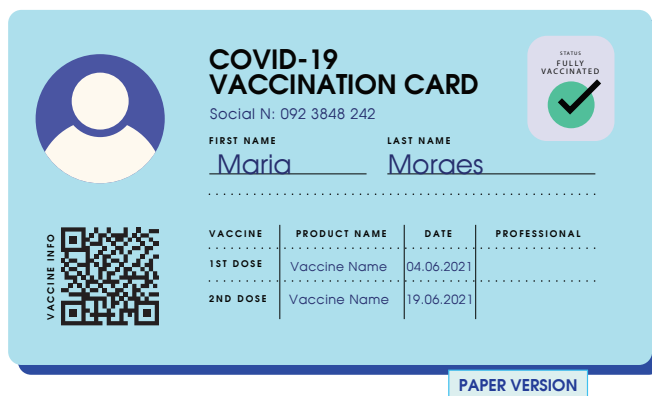 COVID-19
VACCINATION CARD
Social N: 092 3848 242
STATUS
FULLY
VACCINATED
FIRST NAME LAST NAME
Maria Moraes
VACCINE INFO
VACCINE PRODUCT NAME DATE PROFESSIONAL
1ST DOSE Vaccine Name 04.06.2021
2ND DOSE Vaccine Name 19.06.2021
PAPER VERSION